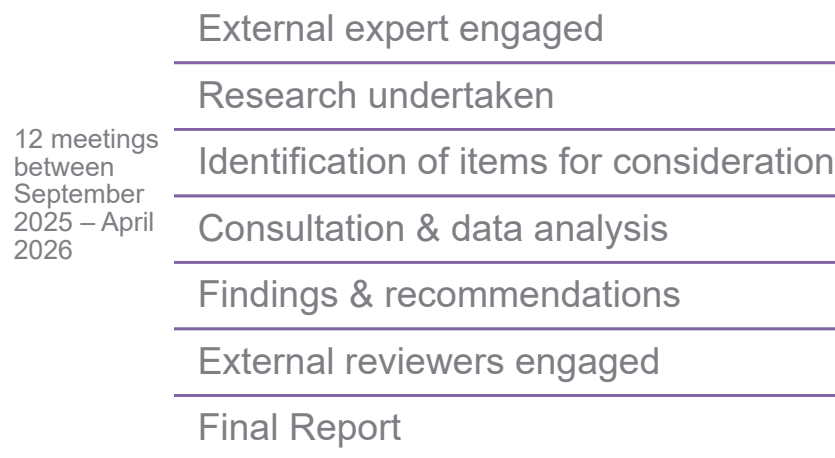 12 meetings
between
September
2025 – April
2026
External expert engaged
Research undertaken
Identification of items for consideration
Consultation & data analysis
Findings & recommendations
External reviewers engaged
Final Report